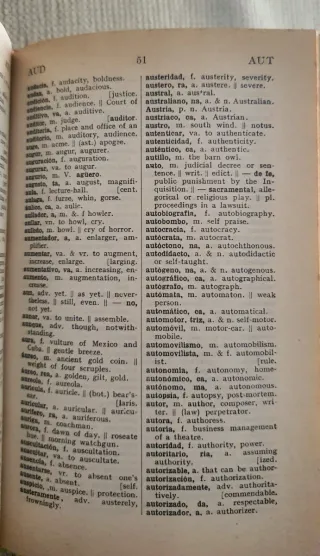 AUD 51 AUT
audacia, f. audacity, boldness.
a. bold, audacious.
f. audition. [justice.
audiencia, f. audience. || Court of
auditivo, va, a. auditive.
auditor, m. judge. [auditor.
auditoría, f. place and office of an
auditorio, m. auditory, audience.
auge, m. acme. || (ast.) apogee.
augur, m. augur, auguret.
auguración, f. auguration.
augurar, va. to augur.
augurio, m. V. agüero.
augusto, ta, a. august, magnifi-
aula, f. lecture-hall. [cent.
aulaga, f. furze, whin, gorse.
áulico, ca, a. aulic.
aullador, a, m. & f. howler.
aullar, vn. to howl, cry.
aullido, m. howl. || cry of horror.
aumentador, a, a. enlarger, am-
plifier.
aumentar, va. & vr. to augment,
increase, enlarge. [larging.
aumentativo, va, a. increasing, en-
aumento, m. augmentation, in-
crease.
aun, adv. yet. || as yet. || never-
theless. || still, even. || — no,
not yet.
aunar, va. to unite. || assemble.
aunque, adv. though, notwith-
standing.
aura, f. vulture of Mexico and
Cuba. || gentle breeze.
áureo, m. ancient gold coin. ||
weight of four scruples.
áureo, rea, a. golden, gilt, gold.
aureola, f. aureola.
aurícula, f. auricle. || (bot.) bear's-
ear. [laris.
auricular, a. auricular. || auricu-
aurífero, ra, a. auriferous.
auriga, m. coachman.
aurora, f. dawn of day. || roseate
hue. || morning watchgun.
auscultación, f. auscultation.
auscultar, va. to auscultate.
ausencia, f. absence.
ausentarse, vr. to absent one's
ausente, a. absent. [self.
auspicio, m. auspice. || protection.
austeramente, adv. austerely,
frowningly.
austeridad, f. austerity, severity.
austero, ra, a. austere. || severe.
austral, a. austral.
australiano, na, a. & n. Australian.
Austria, p. n. Austria.
austríaco, ca, a. Austrian.
austro, m. south wind. || notus.
autenticar, va. to authenticate.
autenticidad, f. authenticity.
auténtico, ca, a. authentic.
autillo, m. the barn owl.
auto, m. judicial decree or sen-
tence. || writ. || edict. || — de fe,
public punishment by the In-
quisition. || — sacramental, alle-
gorical or religious play. || pl.
proceedings in a lawsuit.
autobiografía, f. autobiography.
autobombo, m. self praise.
autocracia, f. autocracy.
autócrata, m. autocrat.
autóctono, na, a. autochthonous.
autodidacto, a. & n. autodidactic
or self-taught.
autógeno, na, a. & n. autogenous.
autográfico, ca, a. autographical.
autógrafo, m. autograph.
autómata, m. automaton. || weak
person.
automático, ca, a. automatical.
automotor, triz, a. & n. self-motor.
automóvil, m. motor-car. || auto-
mobile.
automovilismo, m. automobilism.
automovilista, m. & f. automobil-
ist. [rule.
autonomía, f. autonomy, home-
autonómico, ca, a. autonomic.
autónomo, ma, a. autonomous.
autopsia, f. autopsy, post-mortem.
autor, m. author, composer, wri-
ter. || (law) perpetrator.
autora, f. authoress.
autoría, f. business management
of a theatre.
autoridad, f. authority, power.
autoritario, ria, a. assuming
authority. [ized.
autorizable, a. that can be author-
autorización, f. authorization.
autorizadamente, adv. authorita-
tively. [commendable.
autorizado, da, a. respectable,
autorizador, a, a. authorizer.